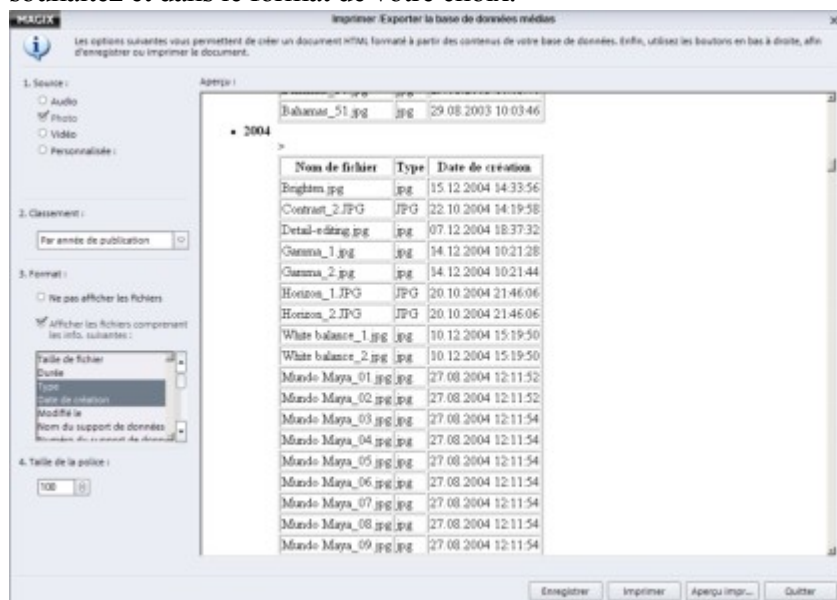 souhaitez et dans le format de votre choix.
MAGIX
Imprimer /Exporter la base de données médias
Les options suivantes vous permettent de créer un document HTML formaté à partir des contenus de votre base de données. Enfin, utilisez les boutons en bas à droite, afin
d'enregistrer ou imprimer le document.
1. Source :
Aperçu :
Audio
Photo
Vidéo
Personnalisée :
Bahamas_51.jpg jpg 29.08.2003 10:03:46
• 2004
>
Nom de fichier Type Date de création
Brighten.jpg jpg 15.12.2004 14:33:56
Contrast_2.JPG JPG 22.10.2004 14:19:58
Detail-editing.jpg jpg 07.12.2004 18:37:32
Gamma_1.jpg jpg 14.12.2004 10:21:28
Gamma_2.jpg jpg 14.12.2004 10:21:44
Horizon_1.JPG JPG 20.10.2004 21:46:06
Horizon_2.JPG JPG 20.10.2004 21:46:06
White balance_1.jpg jpg 10.12.2004 15:19:50
White balance_2.jpg jpg 10.12.2004 15:19:50
Mundo Maya_01.jpg jpg 27.08.2004 12:11:52
Mundo Maya_02.jpg jpg 27.08.2004 12:11:52
Mundo Maya_03.jpg jpg 27.08.2004 12:11:54
Mundo Maya_04.jpg jpg 27.08.2004 12:11:54
Mundo Maya_05.jpg jpg 27.08.2004 12:11:54
Mundo Maya_06.jpg jpg 27.08.2004 12:11:54
Mundo Maya_07.jpg jpg 27.08.2004 12:11:54
Mundo Maya_08.jpg jpg 27.08.2004 12:11:54
Mundo Maya_09.jpg jpg 27.08.2004 12:11:54
2. Classement :
Par année de publication
3. Format :
Ne pas afficher les fichiers
Afficher les fichiers comprenant
les info. suivantes :
Taille de fichier
Durée
Type
Date de création
Modifié le
Nom du support de données
Numéro du support de données
4. Taille de la police :
100
Enregistrer
Imprimer
Aperçu impr...
Quitter